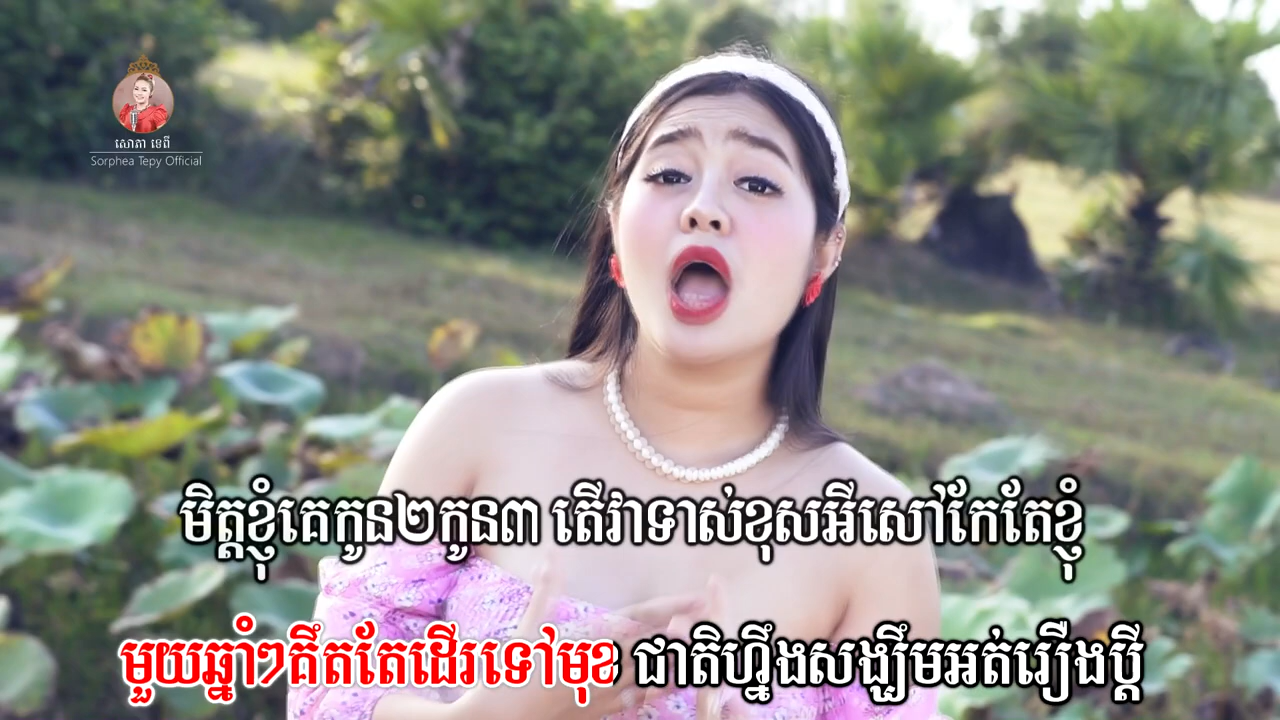 សោភា ទេពី
Sorphea Tepy Official
មិត្តខ្ញុំគេកូន២កូន៣ តើវាទាស់ខុសអីសៅកែតែខ្ញុំ
មួយឆ្នាំៗគឹតតែដើរទៅមុខ ជាតិហ្នឹងសង្ឃឹមអត់រឿងប្ដី